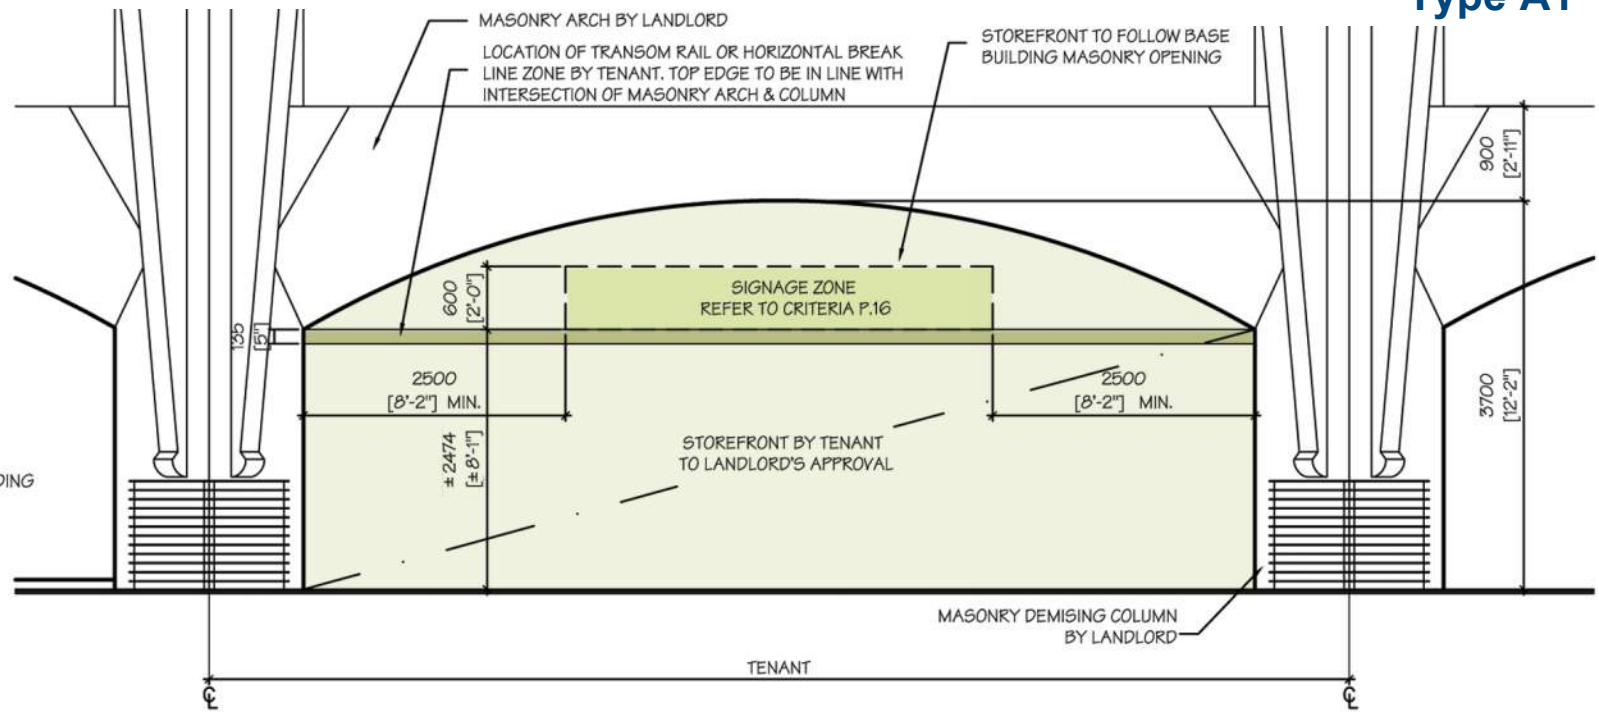 Type A1
MASONRY ARCH BY LANDLORD
LOCATION OF TRANSOM RAIL OR HORIZONTAL BREAK
LINE ZONE BY TENANT. TOP EDGE TO BE IN LINE WITH
INTERSECTION OF MASONRY ARCH & COLUMN
STOREFRONT TO FOLLOW BASE
BUILDING MASONRY OPENING
900
[2'-11"]
600
[2'-0"]
SIGNAGE ZONE
REFER TO CRITERIA P.16
135
[5"]
2500
[8'-2"] MIN.
2500
[8'-2"] MIN.
3700
[12'-2"]
± 2474
[±8'-1"]
STOREFRONT BY TENANT
TO LANDLORD'S APPROVAL
DING
MASONRY DEMISING COLUMN
BY LANDLORD
TENANT
℄
℄